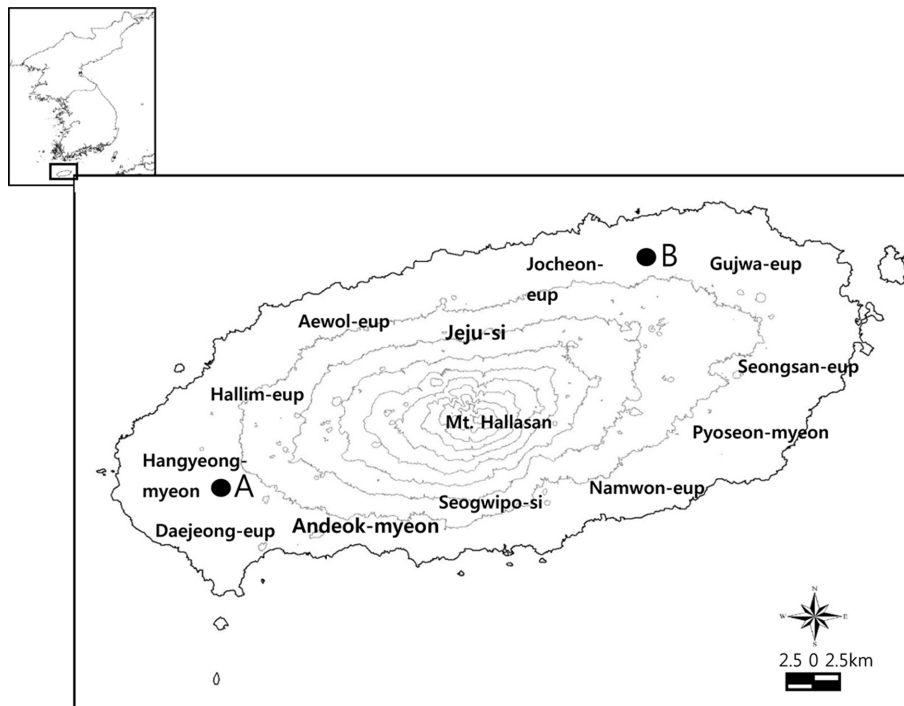 B
Jocheon-
eup
Gujwa-eup
Aewol-eup
Jeju-si
Seongsan-eup
Hallim-eup
Mt. Hallasan
Pyoseon-myeon
Hangyeong-
myeon
A
Namwon-eup
Seogwipo-si
Daejeong-eup
Andeok-myeon
N
W
E
S
2.5 0 2.5km